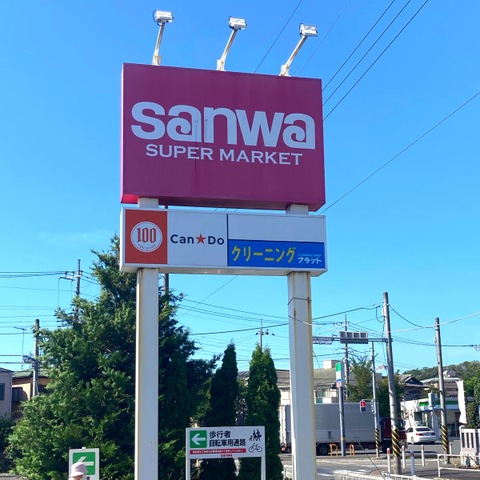 sanwa
SUPER MARKET
100
Can★Do
クリーニング
フラット
歩行者
自転車用通路